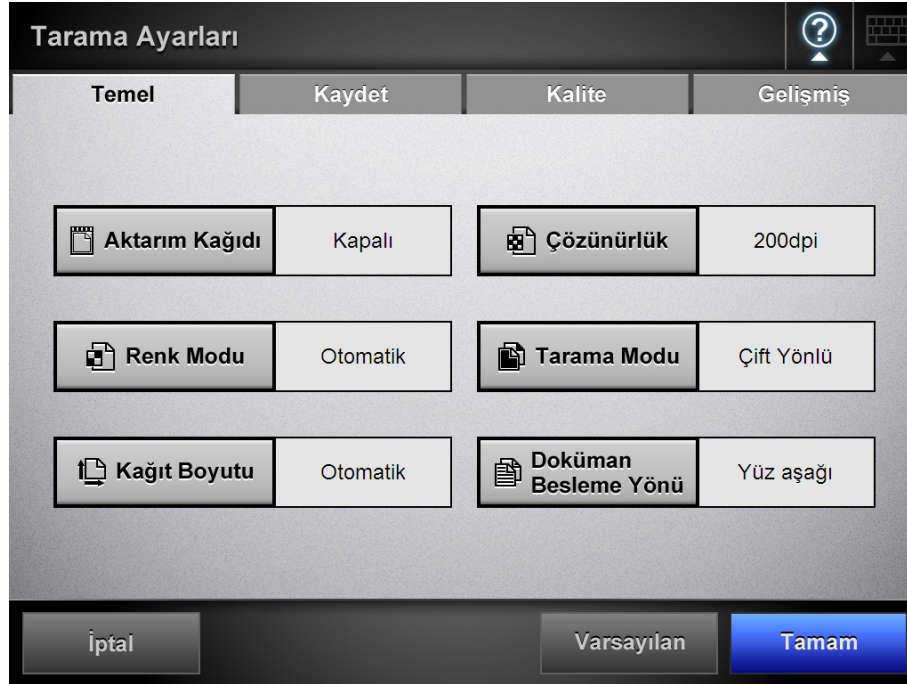 Tarama Ayarları
Temel
Kaydet
Kalite
Gelişmiş
Aktarım Kağıdı
Kapalı
Çözünürlük
200dpi
Renk Modu
Otomatik
Tarama Modu
Çift Yönlü
Kağıt Boyutu
Otomatik
Doküman
Besleme Yönü
Yüz aşağı
İptal
Varsayılan
Tamam